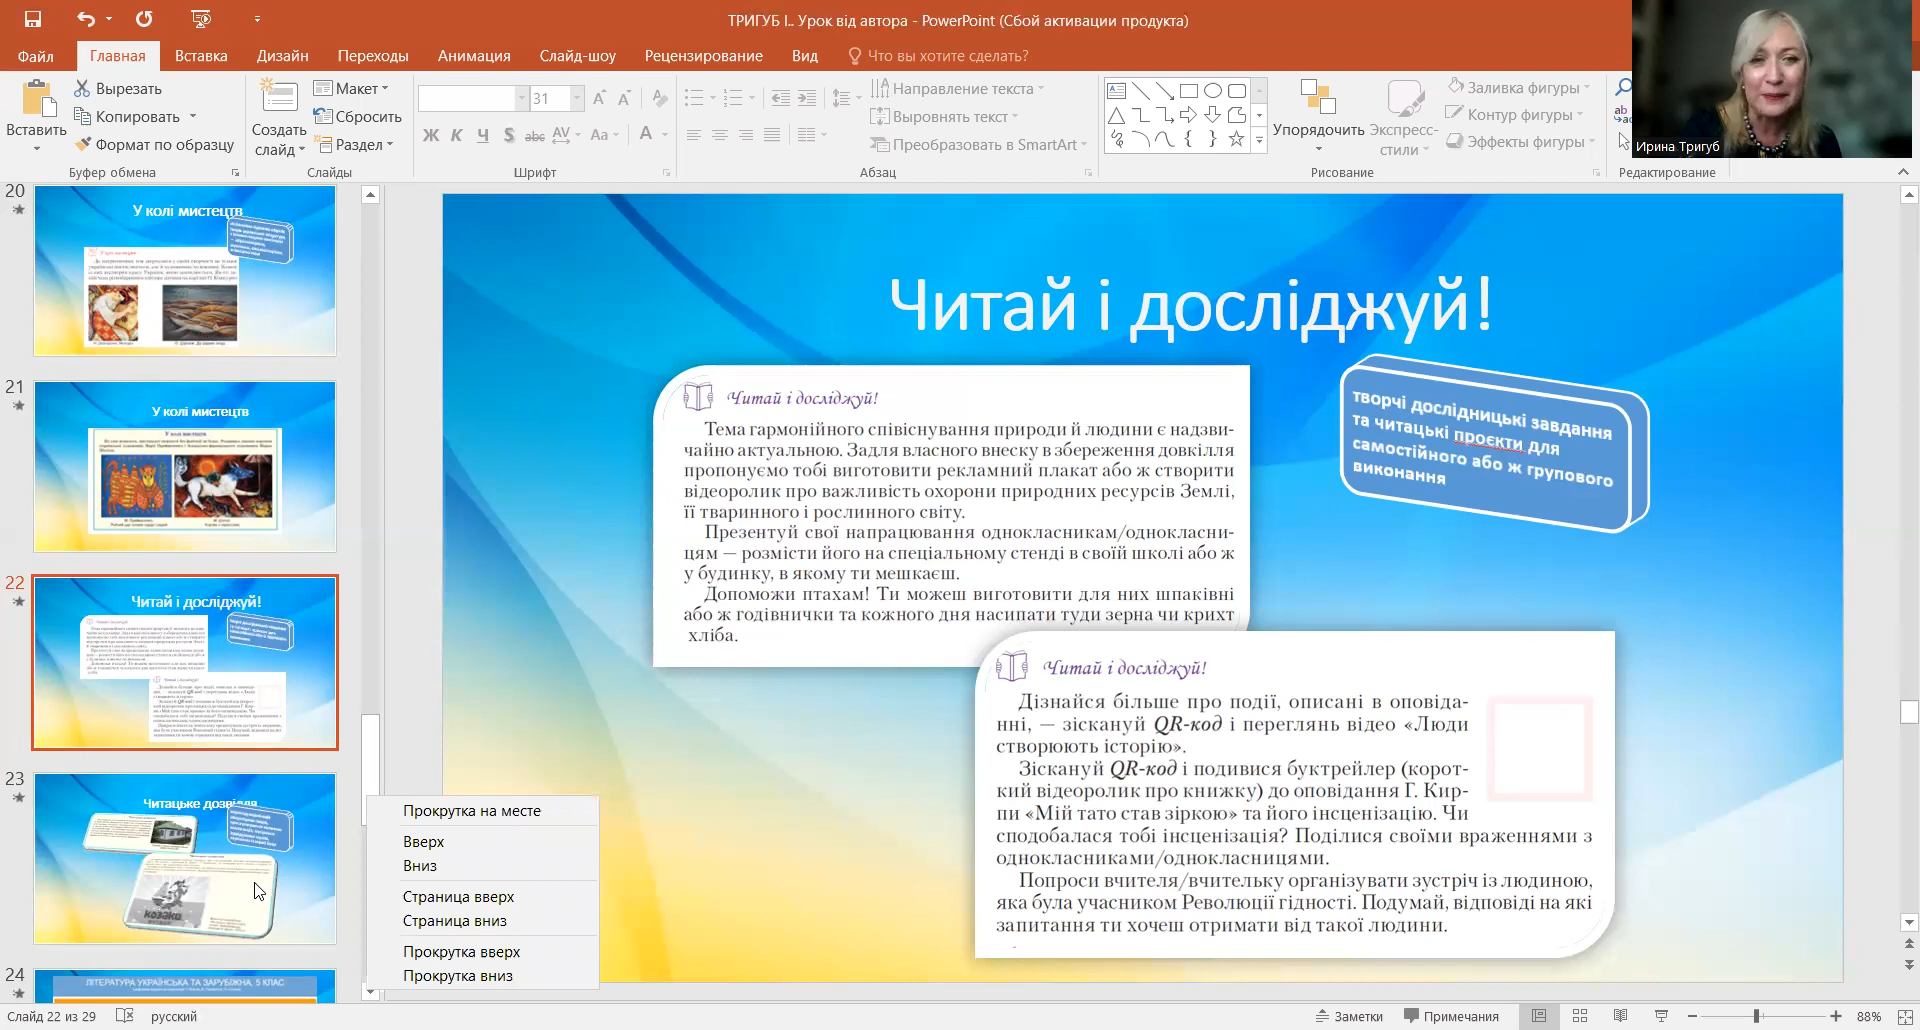 ТРИГУБ І.. Урок від автора - PowerPoint (Сбой активации продукта)
Файл
Главная
Вставка
Дизайн
Переходы
Анимация
Слайд-шоу
Рецензирование
Вид
Что вы хотите сделать?
Вставить
Вырезать
Копировать
Формат по образцу
Буфер обмена
Создать
слайд
Макет
Сбросить
Раздел
Слайды
31
Ж К Ч S abc AV Aa А
Шрифт
Направление текста
Выровнять текст
Преобразовать в SmartArt
Абзац
Упорядочить
Экспресс-
стили
Заливка фигуры
Контур фигуры
Эффекты фигуры
Рисование
Редактирование
Ирина Тригуб
20
У колі мистецтв
21
У колі мистецтв
22
Читай і досліджуй!
23
Читацьке дозвілля
козаки
24
ЛІТЕРАТУРА УКРАЇНСЬКА ТА ЗАРУБІЖНА, 5 КЛАС
Прокрутка на месте
Вверх
Вниз
Страница вверх
Страница вниз
Прокрутка вверх
Прокрутка вниз
Читай і досліджуй!
творчі дослідницькі завдання
та читацькі проєкти для
самостійного або ж групового
виконання
Читай і досліджуй!
Тема гармонійного співіснування природи й людини є надзви-
чайно актуальною. Задля власного внеску в збереження довкілля
пропонуємо тобі виготовити рекламний плакат або ж створити
відеоролик про важливість охорони природних ресурсів Землі,
її тваринного і рослинного світу.
Презентуй свої напрацювання однокласникам/однокласни-
цям — розмісти його на спеціальному стенді в своїй школі або ж
у будинку, в якому ти мешкаєш.
Допоможи птахам! Ти можеш виготовити для них шпаківні
або ж годівнички та кожного дня насипати туди зерна чи крихт
хліба.
Читай і досліджуй!
Дізнайся більше про події, описані в оповіда-
нні, — зіскануй QR-код і переглянь відео «Люди
створюють історію».
Зіскануй QR-код і подивися буктрейлер (корот-
кий відеоролик про книжку) до оповідання Г. Кир-
пи «Мій тато став зіркою» та його інсценізацію. Чи
сподобалася тобі інсценізація? Поділися своїми враженнями з
однокласниками/однокласницями.
Попроси вчителя/вчительку організувати зустріч із людиною,
яка була учасником Революції гідності. Подумай, відповіді на які
запитання ти хочеш отримати від такої людини.
Слайд 22 из 29
русский
Заметки
Примечания
88%